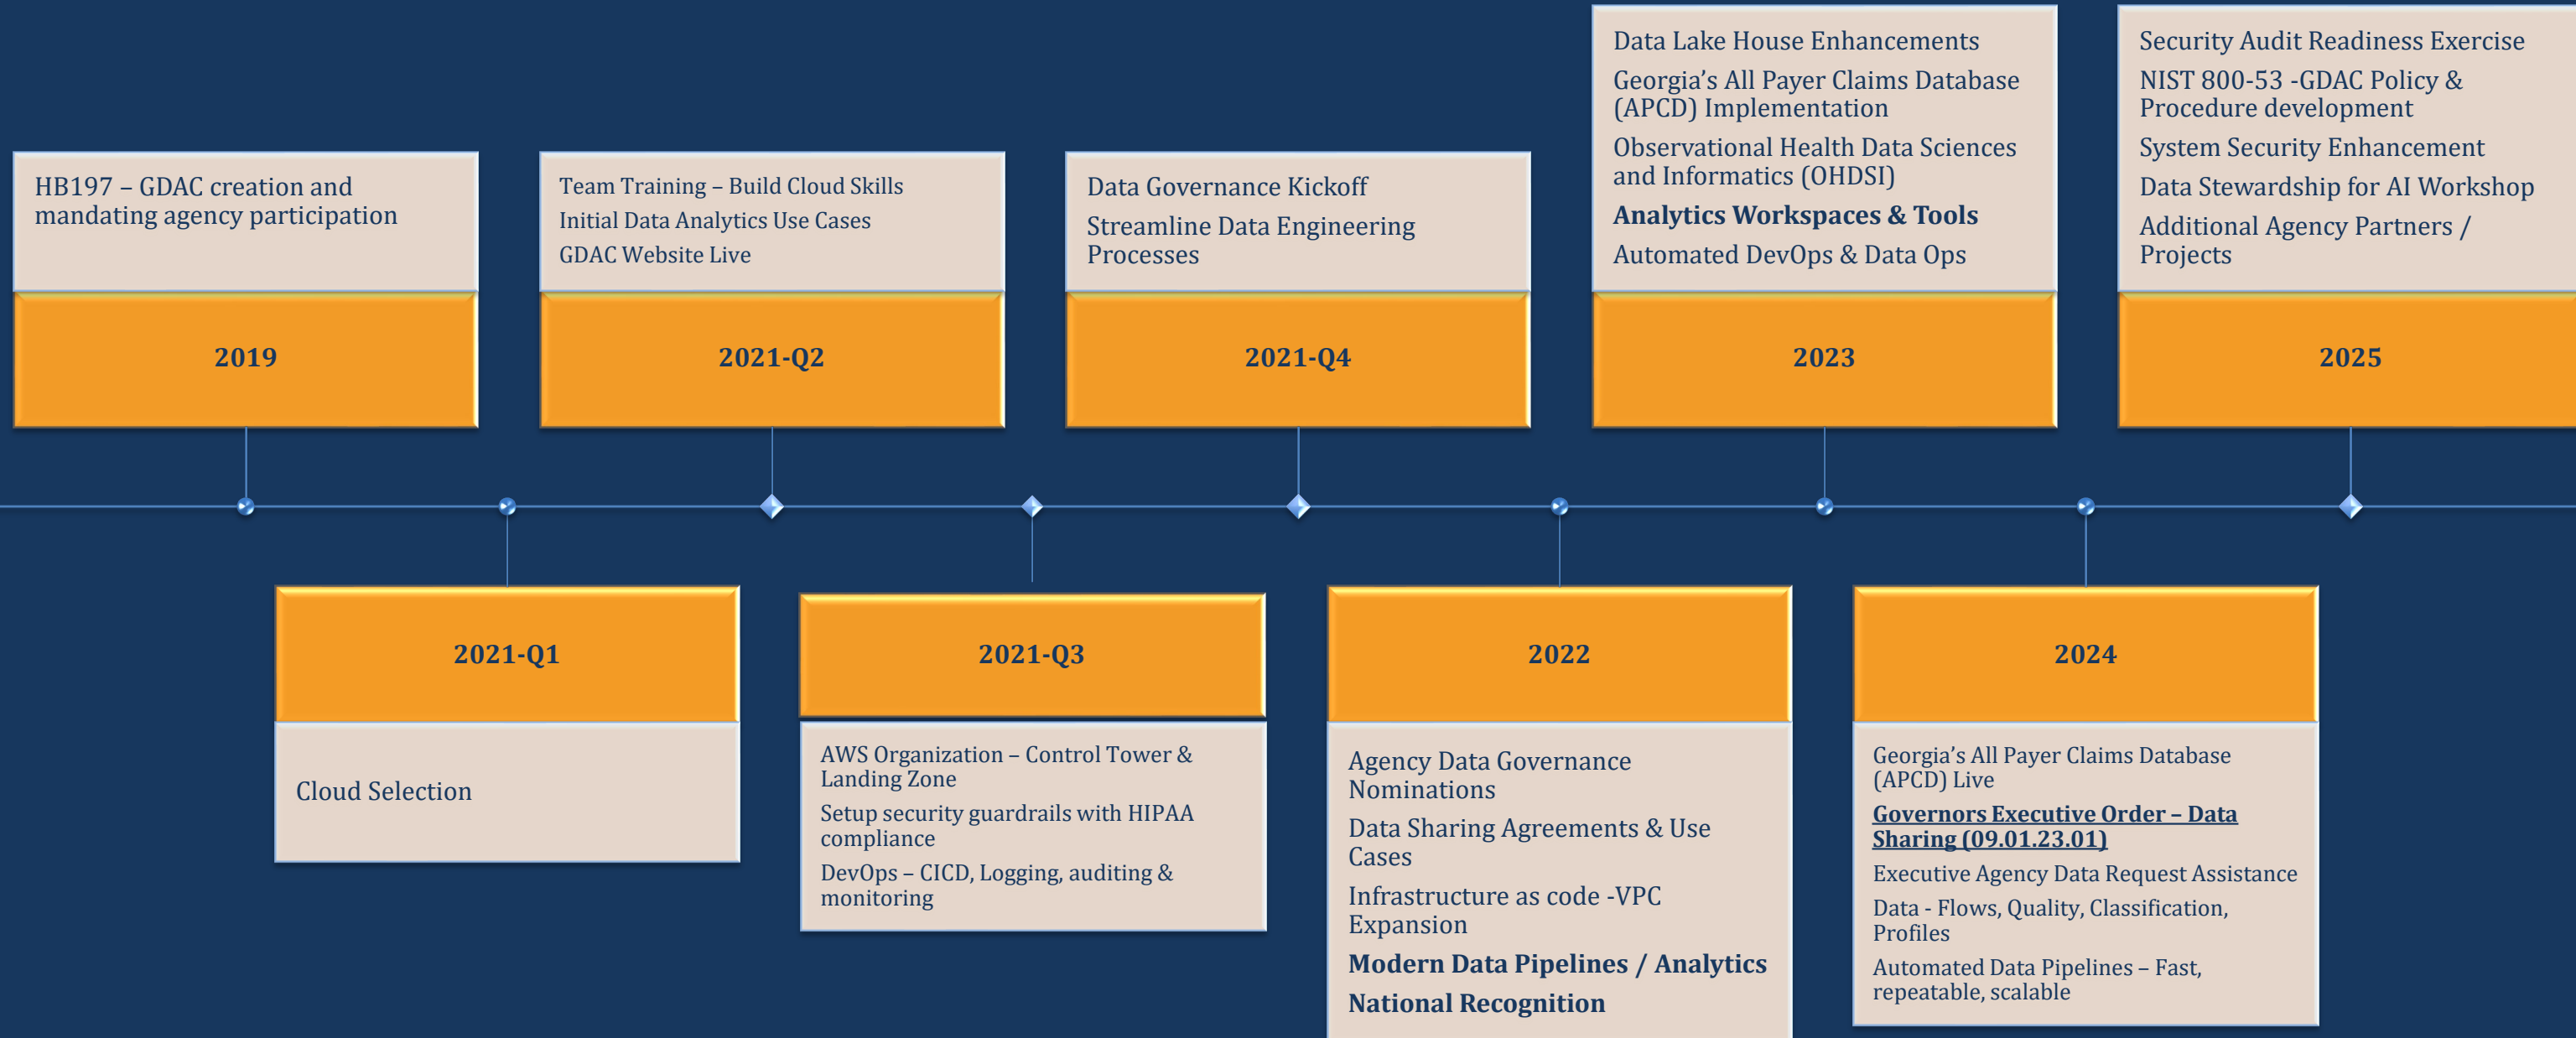 HB197 – GDAC creation and
mandating agency participation
2019
2021-Q1
Cloud Selection
Team Training – Build Cloud Skills
Initial Data Analytics Use Cases
GDAC Website Live
2021-Q2
2021-Q3
AWS Organization – Control Tower &
Landing Zone
Setup security guardrails with HIPAA
compliance
DevOps – CICD, Logging, auditing &
monitoring
Data Governance Kickoff
Streamline Data Engineering
Processes
2021-Q4
2022
Agency Data Governance
Nominations
Data Sharing Agreements & Use
Cases
Infrastructure as code -VPC
Expansion
Modern Data Pipelines / Analytics
National Recognition
Data Lake House Enhancements
Georgia’s All Payer Claims Database
(APCD) Implementation
Observational Health Data Sciences
and Informatics (OHDSI)
Analytics Workspaces & Tools
Automated DevOps & Data Ops
2023
2024
Georgia’s All Payer Claims Database
(APCD) Live
Governors Executive Order – Data
Sharing (09.01.23.01)
Executive Agency Data Request Assistance
Data - Flows, Quality, Classification,
Profiles
Automated Data Pipelines – Fast,
repeatable, scalable
Security Audit Readiness Exercise
NIST 800-53 -GDAC Policy &
Procedure development
System Security Enhancement
Data Stewardship for AI Workshop
Additional Agency Partners /
Projects
2025